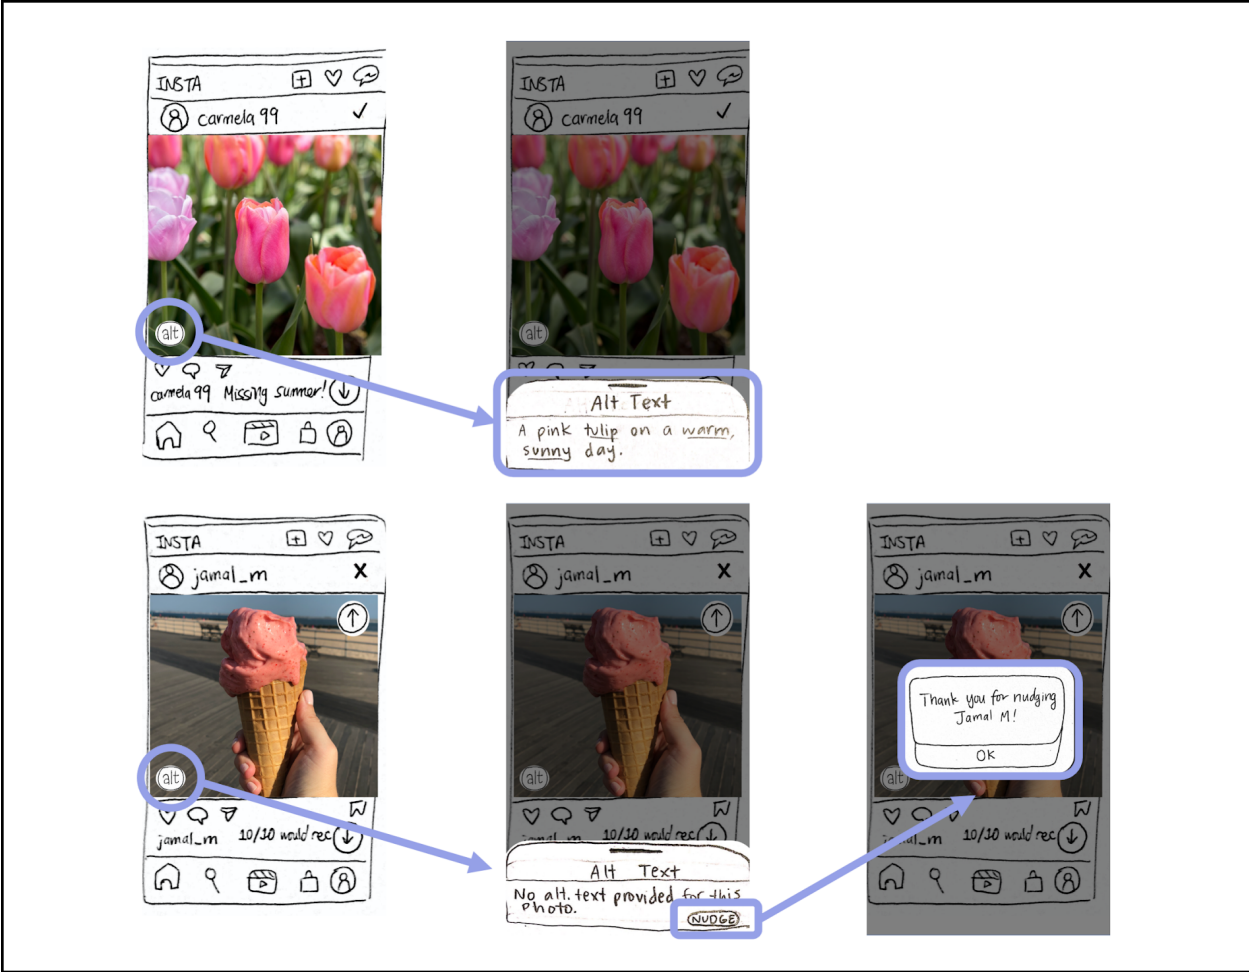 INSTA
carmela 99
alt
carmela 99 Missing summer!
INSTA
carmela 99
alt
Alt Text
A pink tulip on a warm,
sunny day.
INSTA
jamal_m X
alt
jamal_m 10/10 would rec
INSTA
jamal_m X
alt
jamal_m 10/10 would rec
Alt Text
No alt. text provided for this
photo.
NUDGE
INSTA
jamal_m X
Thank you for nudging
Jamal M!
OK
alt
jamal_m 10/10 would rec